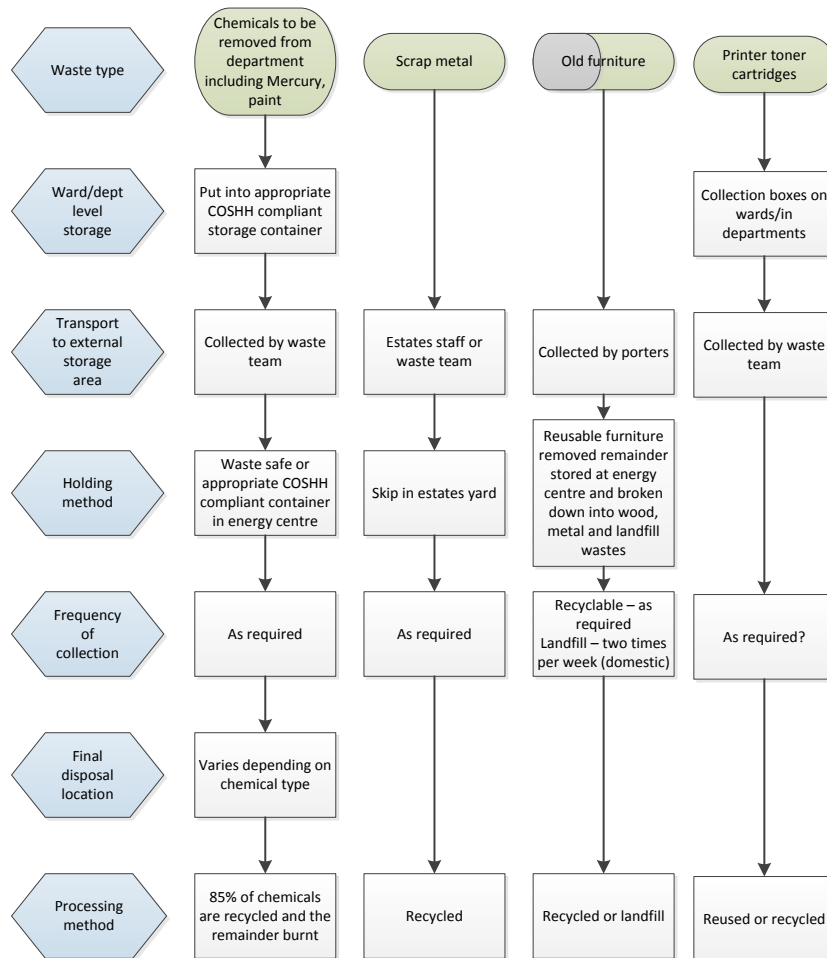 Waste type
Chemicals to be
removed from
department
including Mercury,
paint
Scrap metal
Old furniture
Printer toner
cartridges
Ward/dept
level
storage
Put into appropriate
COSHH compliant
storage container
Collection boxes on
wards/in
departments
Transport
to external
storage
area
Collected by waste
team
Estates staff or
waste team
Collected by porters
Collected by waste
team
Holding
method
Waste safe or
appropriate COSHH
compliant container
in energy centre
Skip in estates yard
Reusable furniture
removed remainder
stored at energy
centre and broken
down into wood,
metal and landfill
wastes
Frequency
of
collection
As required
As required
Recyclable – as
required
Landfill – two times
per week (domestic)
As required?
Final
disposal
location
Varies depending on
chemical type
Processing
method
85% of chemicals
are recycled and the
remainder burnt
Recycled
Recycled or landfill
Reused or recycled